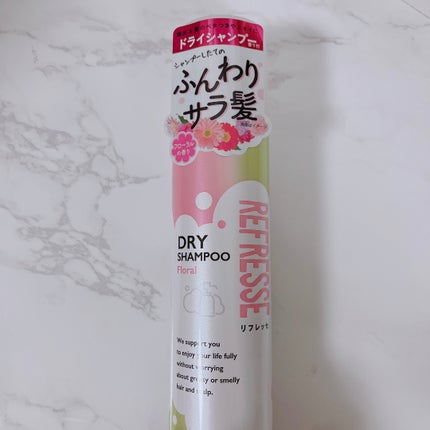 ドライシャンプー
シャンプーしたての
ふんわり
サラ髪
フローラルの香り
REFRESSE
リフレッセ
DRY
SHAMPOO
Floral
We support you
to enjoy your life fully
without worrying
about greasy or smelly
hair and scalp.